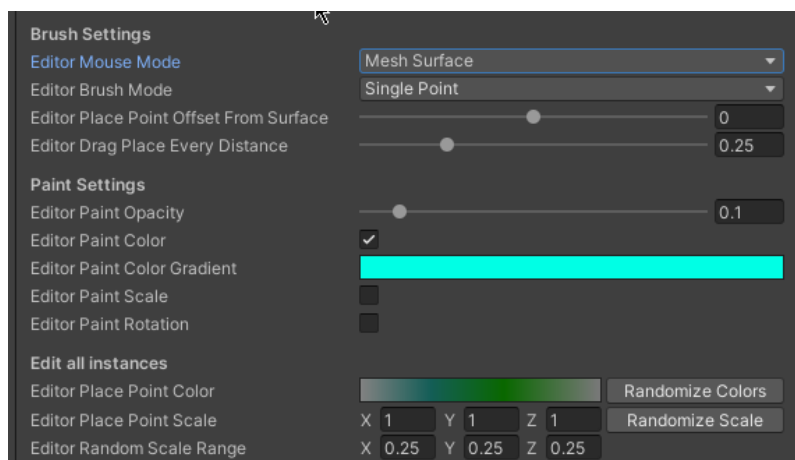 Brush Settings
Editor Mouse Mode Mesh Surface
Editor Brush Mode Single Point
Editor Place Point Offset From Surface 0
Editor Drag Place Every Distance 0.25
Paint Settings
Editor Paint Opacity 0.1
Editor Paint Color
Editor Paint Color Gradient
Editor Paint Scale
Editor Paint Rotation
Edit all instances
Editor Place Point Color Randomize Colors
Editor Place Point Scale X 1 Y 1 Z 1 Randomize Scale
Editor Random Scale Range X 0.25 Y 0.25 Z 0.25